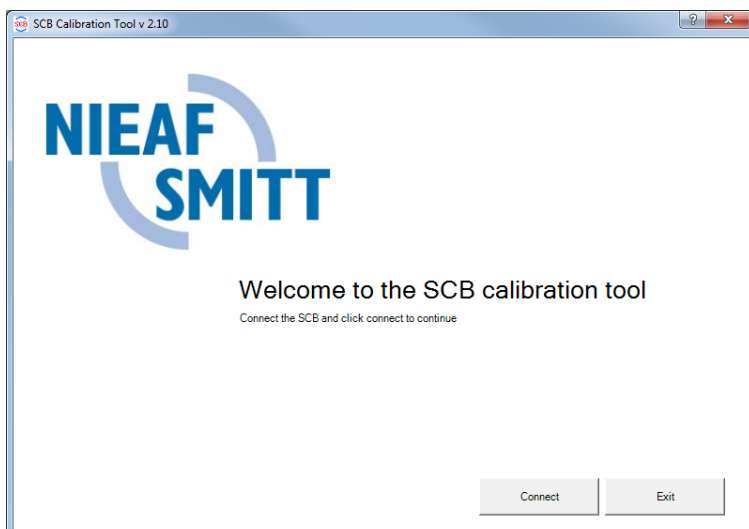 SCB Calibration Tool v 2.10
NIEAF
SMITT
Welcome to the SCB calibration tool
Connect the SCB and click connect to continue
Connect
Exit